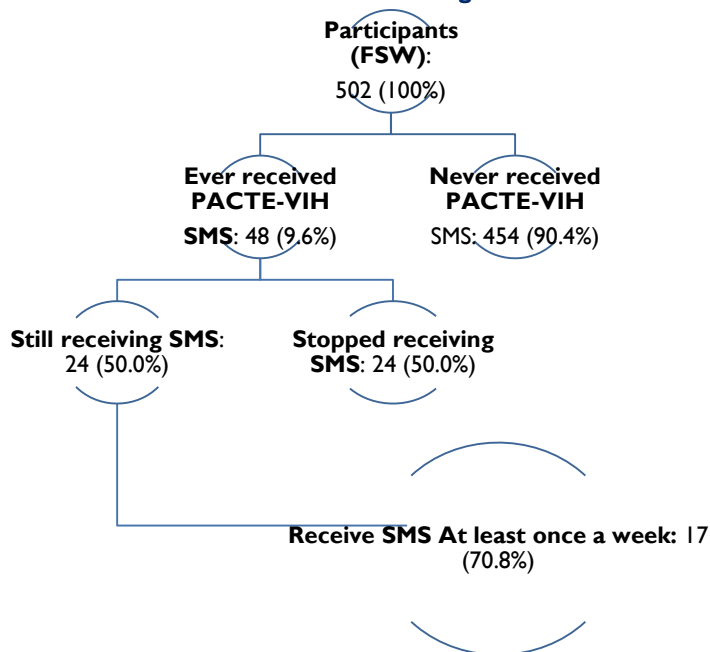 Participants
(FSW):
502 (100%)
Ever received
PACTE-VIH
SMS: 48 (9.6%)
Never received
PACTE-VIH
SMS: 454 (90.4%)
Still receiving SMS:
24 (50.0%)
Stopped receiving
SMS: 24 (50.0%)
Receive SMS At least once a week: 17
(70.8%)